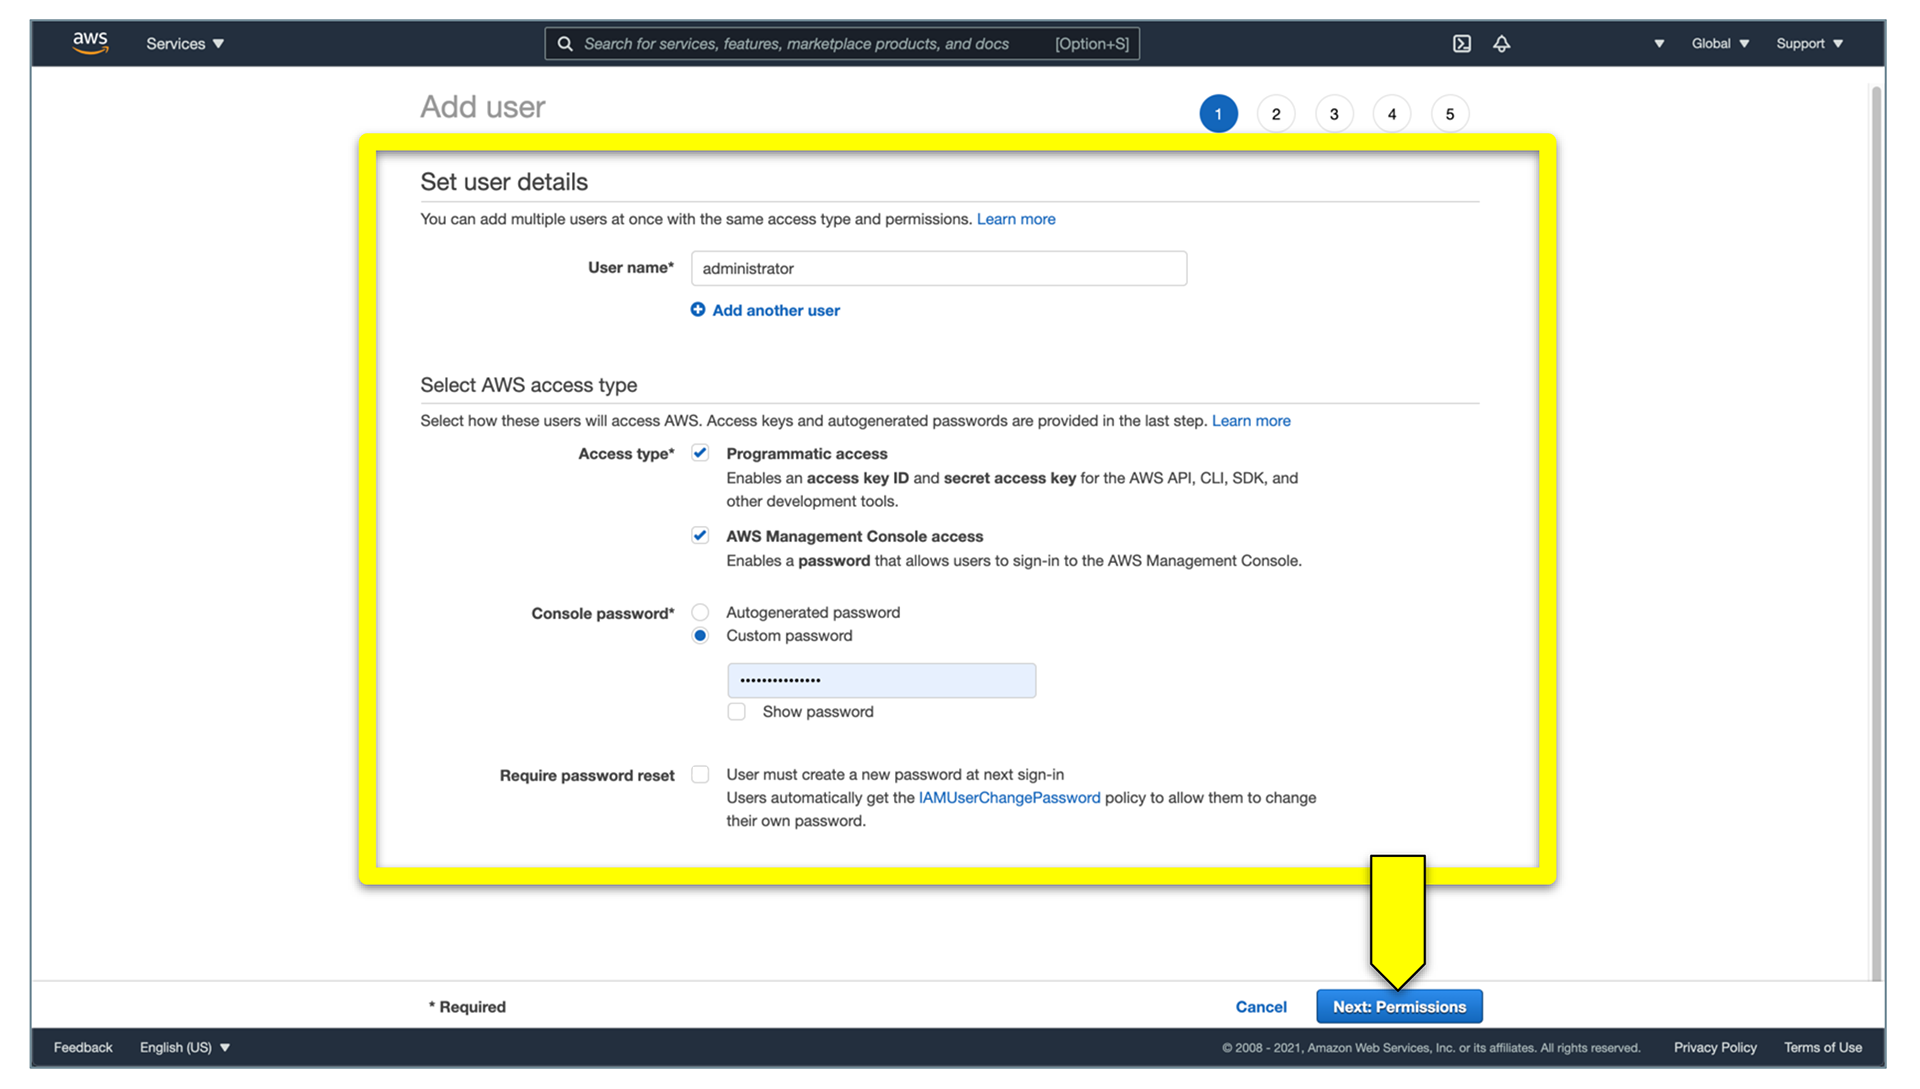 aws
Services
Search for services, features, marketplace products, and docs [Option+S]
Global
Support
Add user
1 2 3 4 5
Set user details
You can add multiple users at once with the same access type and permissions. Learn more
User name* administrator
Add another user
Select AWS access type
Select how these users will access AWS. Access keys and autogenerated passwords are provided in the last step. Learn more
Access type* Programmatic access
Enables an access key ID and secret access key for the AWS API, CLI, SDK, and
other development tools.
AWS Management Console access
Enables a password that allows users to sign-in to the AWS Management Console.
Console password* Autogenerated password
Custom password
•••••••••••••••
Show password
Require password reset User must create a new password at next sign-in
Users automatically get the IAMUserChangePassword policy to allow them to change
their own password.
* Required
Cancel
Next: Permissions
Feedback
English (US)
© 2008 - 2021, Amazon Web Services, Inc. or its affiliates. All rights reserved.
Privacy Policy
Terms of Use